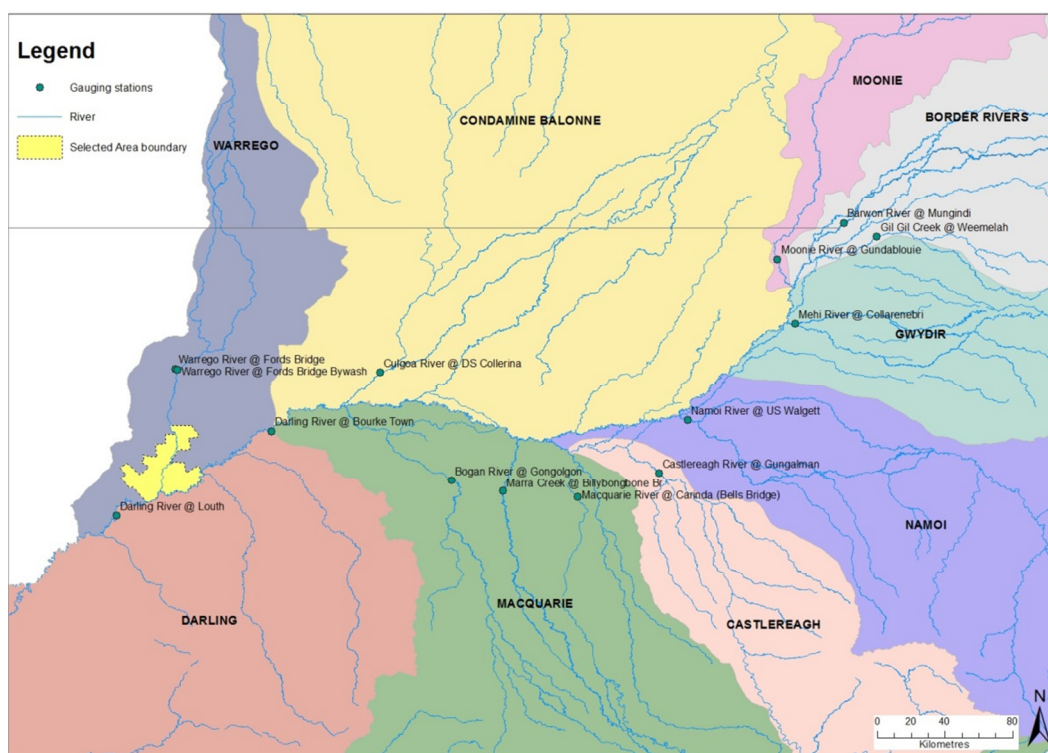 Legend
Gauging stations
River
Selected Area boundary
WARREGO
CONDAMINE BALONNE
MOONIE
BORDER RIVERS
Barwon River @ Mungindi
Gil Gil Creek @ Weemelah
Moonie River @ Gundablouie
Mehi River @ Collarenebri
GWYDIR
Warrego River @ Fords Bridge
Warrego River @ Fords Bridge Bywash
Culgoa River @ DS Collerina
Darling River @ Bourke Town
Namoi River @ US Walgett
Bogan River @ Gongolgon
Castlereagh River @ Gungalman
Marra Creek @ Billybongbone Br
Macquarie River @ Carinda (Bells Bridge)
Darling River @ Louth
NAMOI
MACQUARIE
DARLING
CASTLEREAGH
N
0 20 40 80
Kilometres